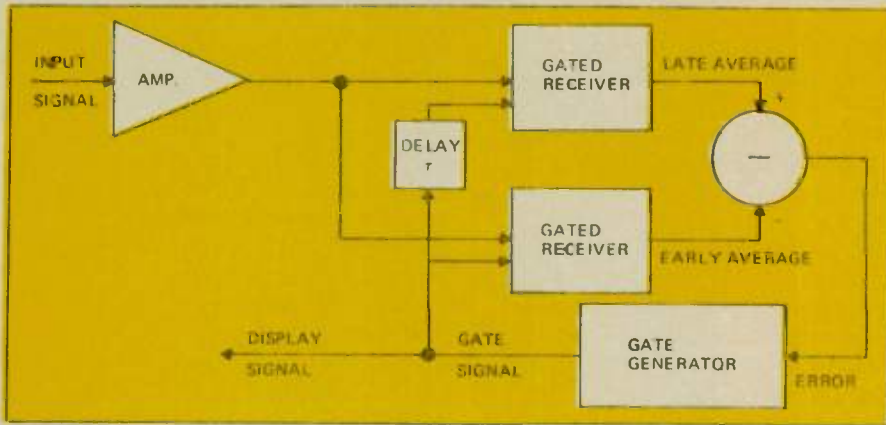 INPUT
SIGNAL
AMP.
GATED
RECEIVER
LATE AVERAGE
+
DELAY
τ
—
GATED
RECEIVER
-
EARLY AVERAGE
DISPLAY
SIGNAL
GATE
SIGNAL
GATE
GENERATOR
ERROR